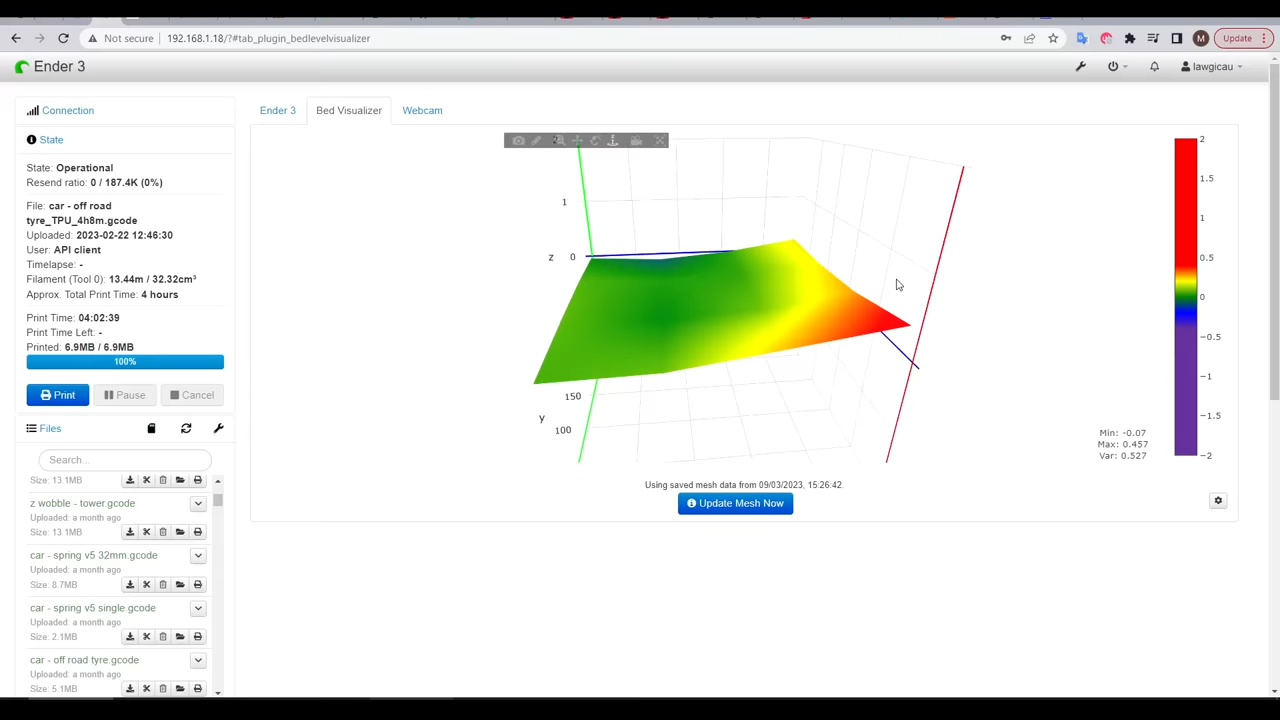 Not secure 192.168.1.18/?#tab_plugin_bedlevelvisualizer M Update
Ender 3 lawgicau
Connection
State
State: Operational
Resend ratio: 0 / 187.4K (0%)
File: car - off road
tyre_TPU_4h8m.gcode
Uploaded: 2023-02-22 12:46:30
User: API client
Timelapse: -
Filament (Tool 0): 13.44m / 32.32cm³
Approx. Total Print Time: 4 hours
Print Time: 04:02:39
Print Time Left: -
Printed: 6.9MB / 6.9MB
100%
Print Pause Cancel
Files
Search...
Size: 13.1MB
z wobble - tower.gcode
Uploaded: a month ago
Size: 13.1MB
car - spring v5 32mm.gcode
Uploaded: a month ago
Size: 8.7MB
car - spring v5 single.gcode
Uploaded: a month ago
Size: 2.1MB
car - off road tyre.gcode
Uploaded: a month ago
Size: 5.1MB
Ender 3 Bed Visualizer Webcam
1
z 0
150
y
100
2
1.5
1
0.5
0
−0.5
−1
−1.5
−2
Min: -0.07
Max: 0.457
Var: 0.527
Using saved mesh data from 09/03/2023, 15:26:42.
Update Mesh Now